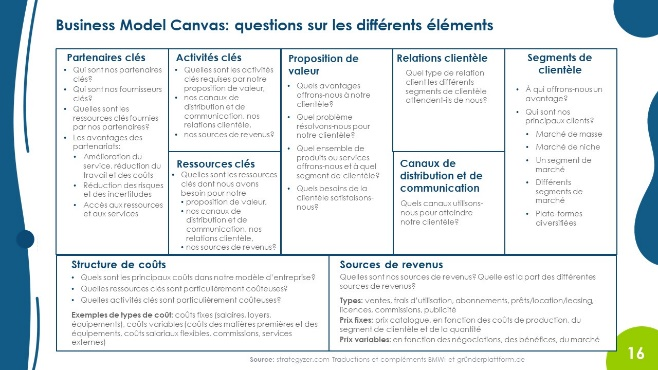 Business Model Canvas: questions sur les différents éléments
Partenaires clés
• Qui sont nos partenaires
clés?
• Qui sont nos fournisseurs
clés?
• Quelles sont les
ressources clés fournies
par nos partenaires?
• Les avantages des
partenariats:
• Amélioration du
service, réduction du
travail et des coûts
• Réduction des risques
et des incertitudes
• Accès aux ressources
et aux services
Activités clés
• Quelles sont les activités
clés requises par notre
proposition de valeur,
• nos canaux de
distribution et de
communication, nos
relations clientèle,
• nos sources de revenus?
Ressources clés
• Quelles sont les ressources
clés dont nous avons
besoin pour notre
• proposition de valeur,
• nos canaux de
distribution et de
communication, nos
relations clientèle,
• nos sources de revenus?
Proposition de
valeur
• Quels avantages
offrons-nous à notre
clientèle?
• Quel problème
résolvons-nous pour
notre clientèle?
• Quel ensemble de
produits ou services
offrons-nous et à quel
segment de clientèle?
• Quels besoins de la
clientèle satisfaisons-
nous?
Relations clientèle
Quel type de relation
client les différents
segments de clientèle
attendent-ils de nous?
Canaux de
distribution et de
communication
Quels canaux utilisons-
nous pour atteindre
notre clientèle?
Segments de
clientèle
• À qui offrons-nous un
avantage?
• Qui sont nos
principaux clients?
• Marché de masse
• Marché de niche
• Un segment de
marché
• Différents
segments de
marché
• Plate-formes
diversifiées
Structure de coûts
• Quels sont les principaux coûts dans notre modèle d’entreprise?
• Quelles ressources clés sont particulièrement coûteuses?
• Quelles activités clés sont particulièrement coûteuses?
Exemples de types de coût: coûts fixes (salaires, loyers,
équipements), coûts variables (coûts des matières premières et des
équipements, coûts salariaux flexibles, commissions, services
externes)
Sources de revenus
Quelles sont nos sources de revenus? Quelle est la part des différentes
sources de revenus?
Types: ventes, frais d’utilisation, abonnements, prêts/location/leasing,
licences, commissions, publicité
Prix fixes: prix catalogue, en fonction des coûts de production, du
segment de clientèle et de la quantité
Prix variables: en fonction des négociations, des bénéfices, du marché
Source: strategyzer.com Traductions et compléments BMWi et gründerplattform.de
16